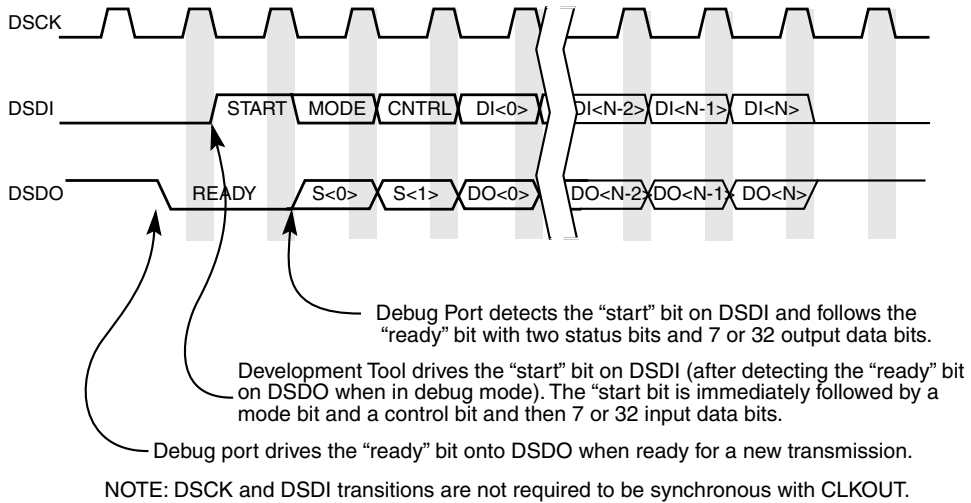 DSCK
DSDI START MODE CNTRL DI<0> DI<N-2> DI<N-1> DI<N>
DSDO READY S<0> S<1> DO<0> DO<N-2> DO<N-1> DO<N>
Debug Port detects the “start” bit on DSDI and follows the
“ready” bit with two status bits and 7 or 32 output data bits.
Development Tool drives the “start” bit on DSDI (after detecting the “ready” bit
on DSDO when in debug mode). The “start bit is immediately followed by a
mode bit and a control bit and then 7 or 32 input data bits.
Debug port drives the “ready” bit onto DSDO when ready for a new transmission.
NOTE: DSCK and DSDI transitions are not required to be synchronous with CLKOUT.